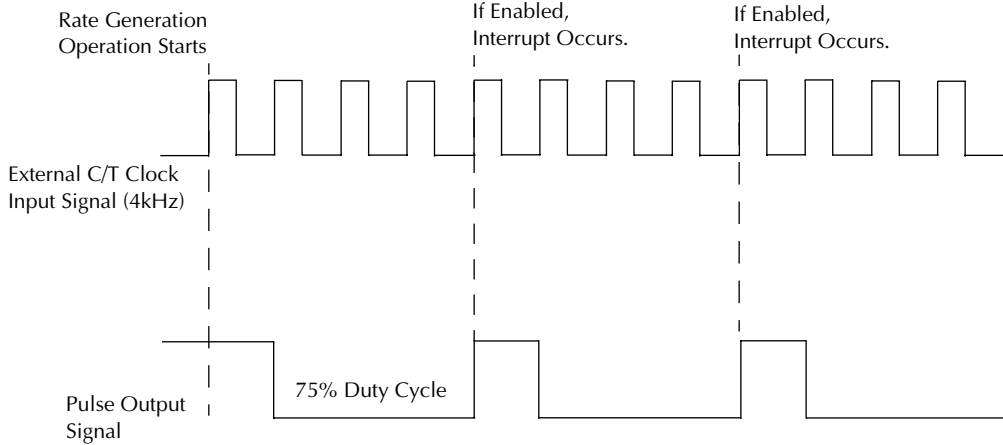 Rate Generation
Operation Starts
If Enabled,
Interrupt Occurs.
If Enabled,
Interrupt Occurs.
External C/T Clock
Input Signal (4kHz)
75% Duty Cycle
Pulse Output
Signal